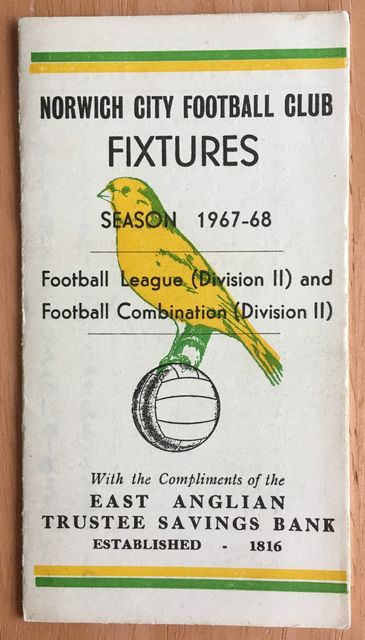 NORWICH CITY FOOTBALL CLUB
FIXTURES
SEASON 1967-68
Football League (Division II) and
Football Combination (Division II)
With the Compliments of the
EAST ANGLIAN
TRUSTEE SAVINGS BANK
ESTABLISHED - 1816